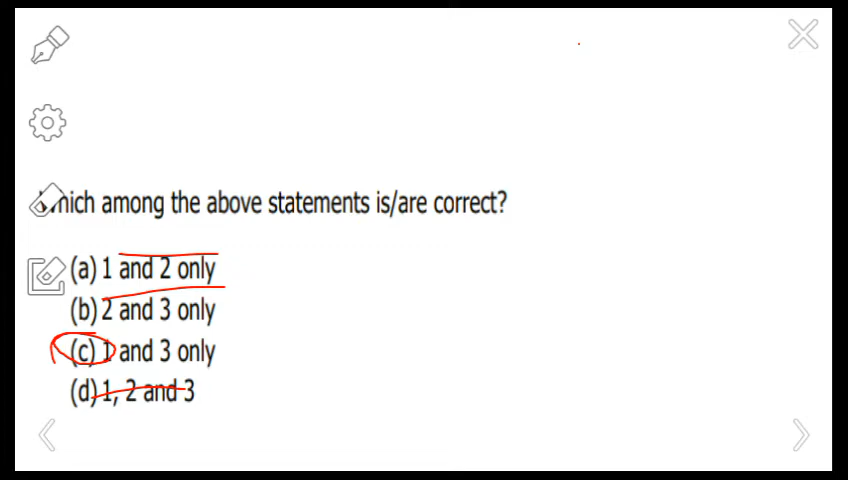 Which among the above statements is/are correct?
(a) 1 and 2 only
(b) 2 and 3 only
(c) 1 and 3 only
(d) 1, 2 and 3